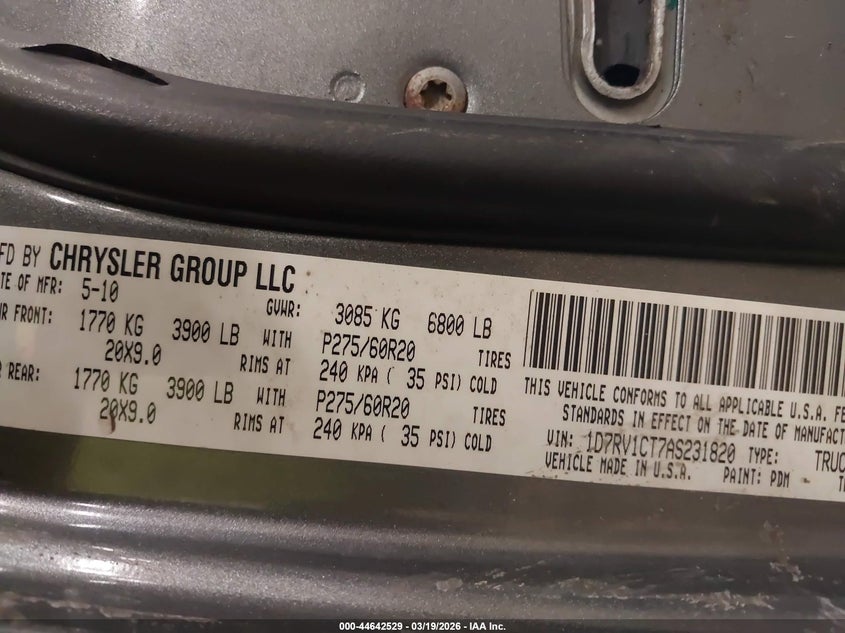 FD BY CHRYSLER GROUP LLC
TE OF MFR: 5-10 GVWR: 3085 KG 6800 LB
WR FRONT: 1770 KG 3900 LB WITH P275/60R20 TIRES
20X9.0 RIMS AT 240 KPA ( 35 PSI) COLD
REAR: 1770 KG 3900 LB WITH P275/60R20 TIRES
20X9.0 RIMS AT 240 KPA ( 35 PSI) COLD
THIS VEHICLE CONFORMS TO ALL APPLICABLE U.S.A. FE
STANDARDS IN EFFECT ON THE DATE OF MANUFACT
VIN: 1D7RV1CT7AS231820 TYPE: TRUC
VEHICLE MADE IN U.S.A. PAINT: PDM
000-44642529 - 03/19/2026 - IAA Inc.